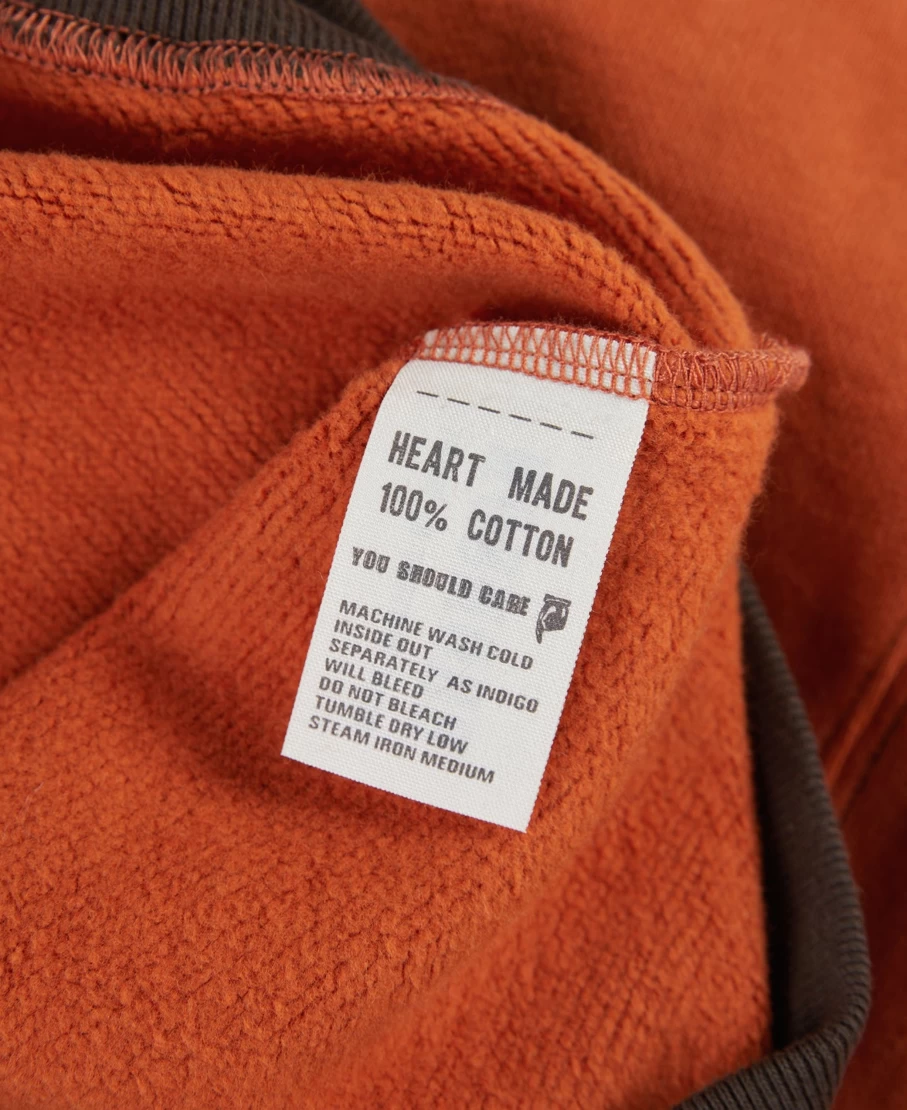 HEART MADE
100% COTTON
YOU SHOULD CARE
MACHINE WASH COLD
INSIDE OUT
SEPARATELY AS INDIGO
WILL BLEED
DO NOT BLEACH
TUMBLE DRY LOW
STEAM IRON MEDIUM